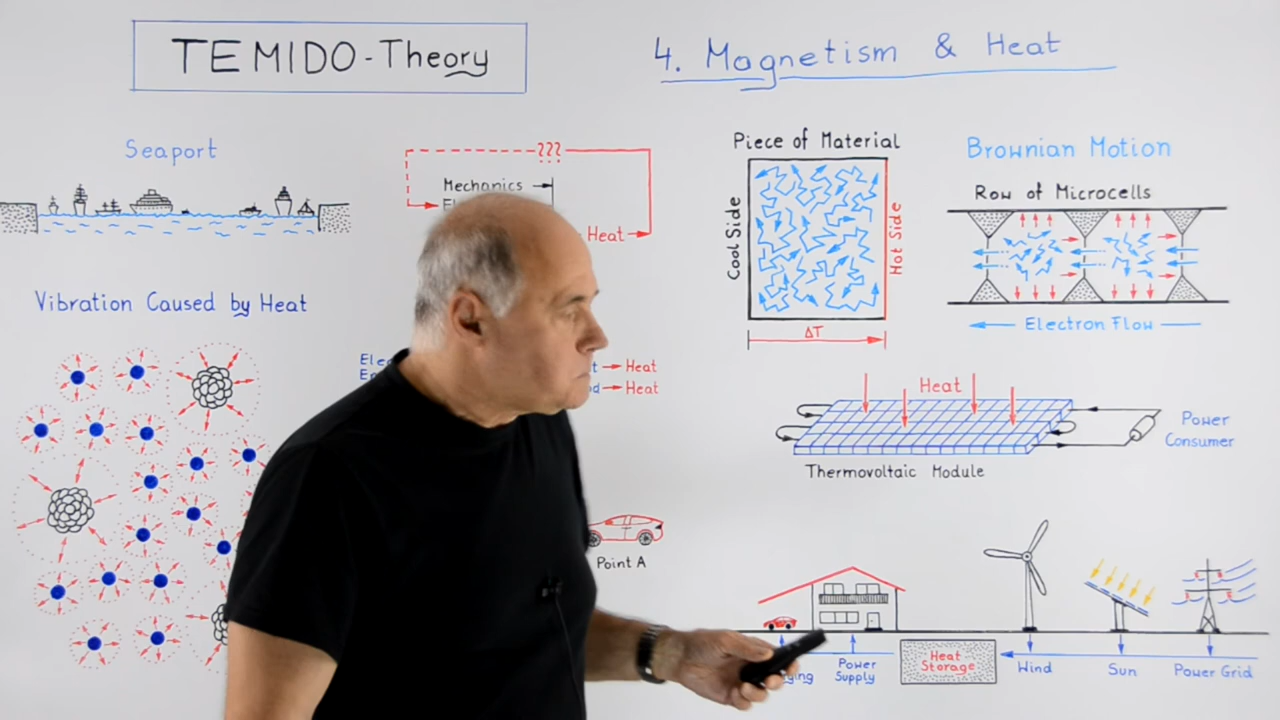 TEMIDO - Theory
4. Magnetism & Heat
Seaport
???
Mechanics
Heat
Vibration Caused by Heat
Heat
Heat
Point A
Piece of Material
Cool Side
Hot Side
ΔT
Brownian Motion
Row of Microcells
Electron Flow
Heat
Power
Consumer
Thermovoltaic Module
Power
Supply
Heat
Storage
Wind
Sun
Power Grid